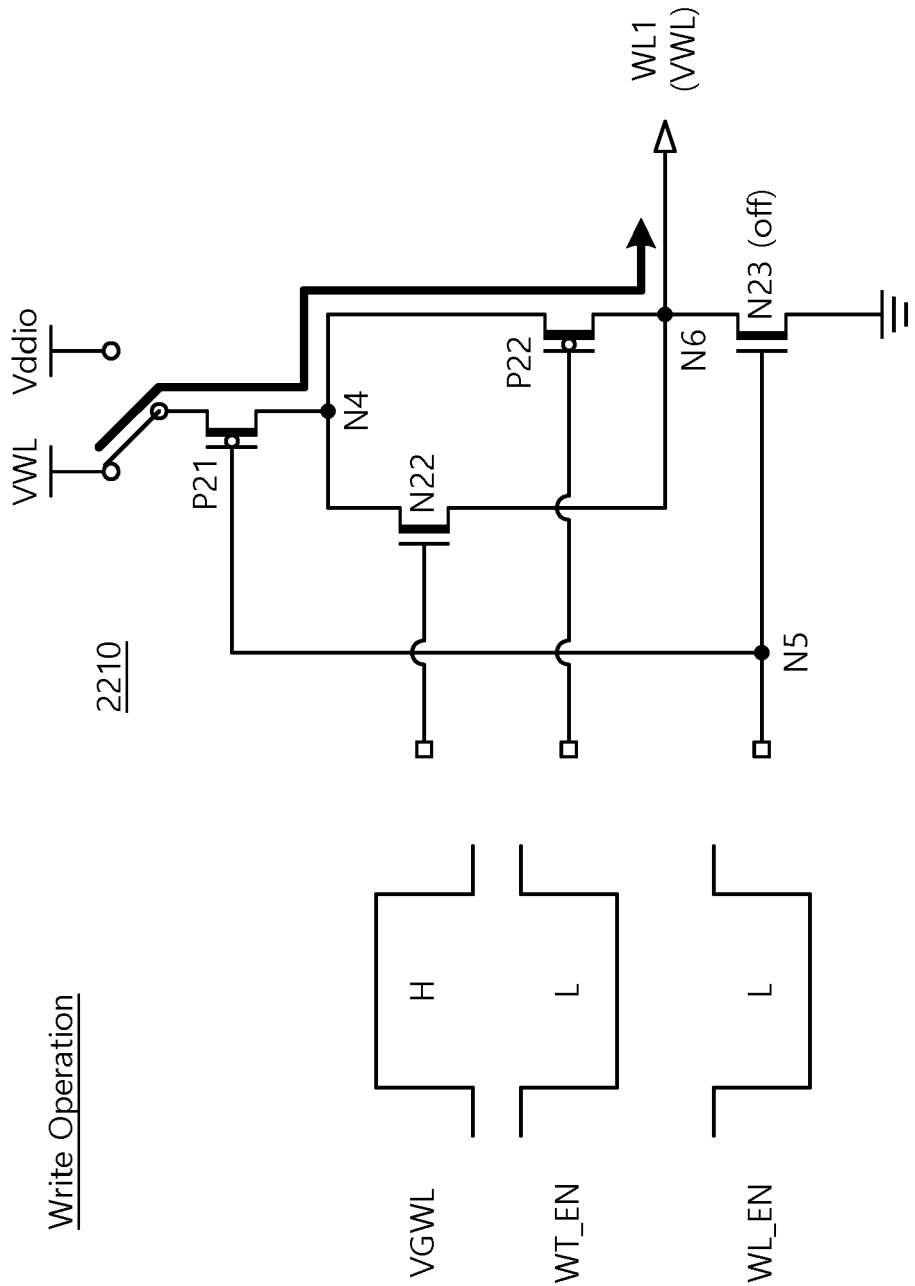 Write Operation
2210
VWL
Vddio
P21
N4
N22
P22
WL1
(VWL)
N6
N23 (off)
N5
VGWL
H
WT_EN
L
WL_EN
L